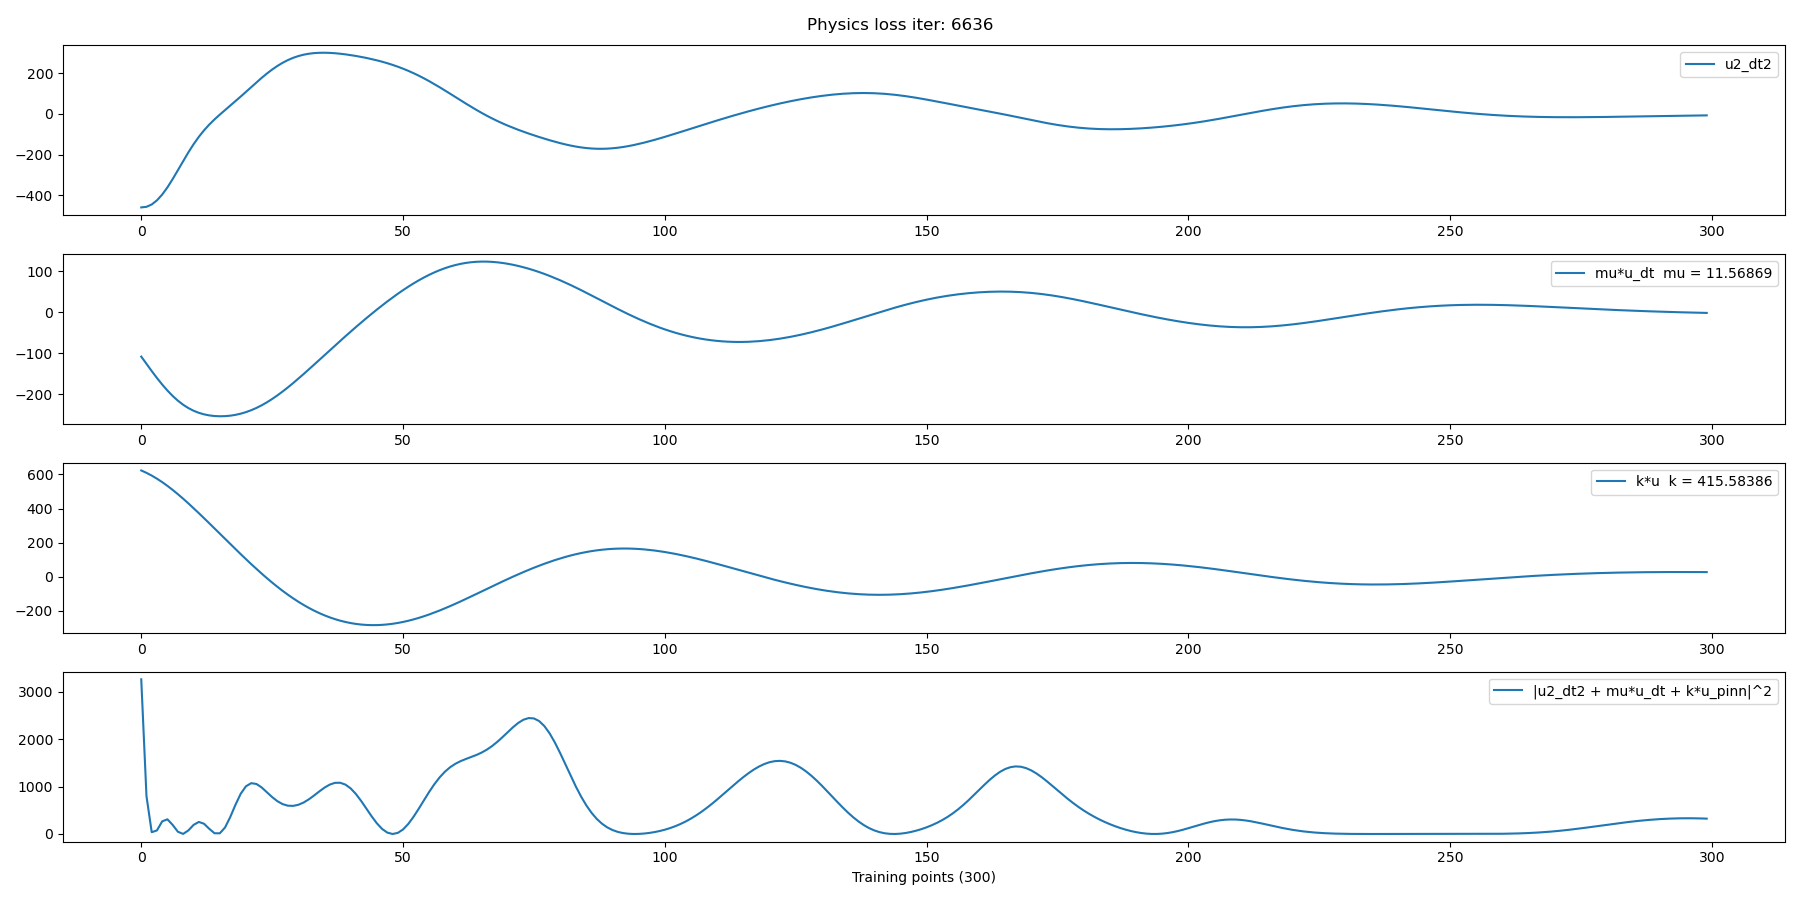 Physics loss iter: 6636
u2_dt2
200
0
−200
−400
0 50 100 150 200 250 300
mu*u_dt  mu = 11.56869
100
0
−100
−200
0 50 100 150 200 250 300
k*u  k = 415.58386
600
400
200
0
−200
0 50 100 150 200 250 300
|u2_dt2 + mu*u_dt + k*u_pinn|^2
3000
2000
1000
0
0 50 100 150 200 250 300
Training points (300)